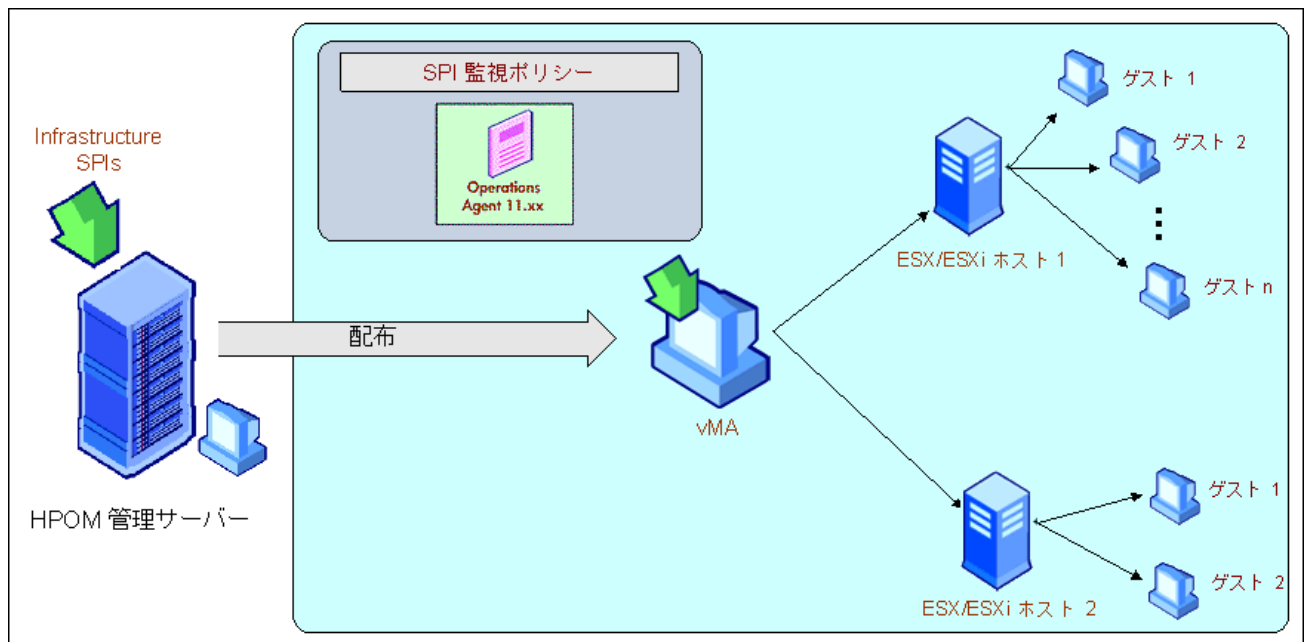 SPI 監視ポリシー
Operations
Agent 11.xx
Infrastructure
SPIs
HPOM 管理サーバー
配布
vMA
ESX/ESXi ホスト 1
ゲスト 1
ゲスト 2
ゲスト n
ESX/ESXi ホスト 2
ゲスト 1
ゲスト 2